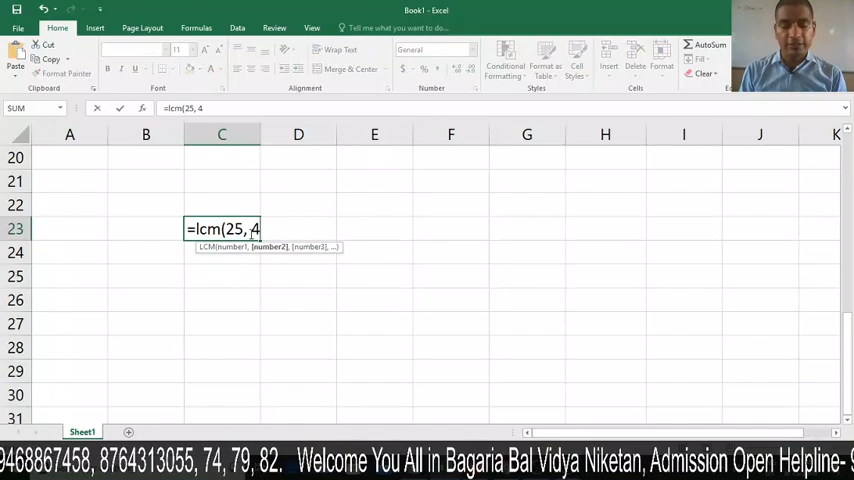 Book1 - Excel
File Home Insert Page Layout Formulas Data Review View Tell me what you want to do...
Paste Cut Copy Format Painter
Clipboard
11 A A
B I U
Font
Wrap Text
Merge & Center
Alignment
General
$ % ,
Number
Conditional Formatting Format as Table Cell Styles
Styles
Insert Delete Format
Cells
AutoSum
Fill
Clear
SUM fx =lcm(25, 4
A B C D E F G H I J K
20
21
22
23 =lcm(25, 4
LCM(number1, [number2], [number3], ...)
24
25
26
27
28
29
30
31
Sheet1
9468867458, 8764313055, 74, 79, 82. Welcome You All in Bagaria Bal Vidya Niketan, Admission Open Helpline- 9